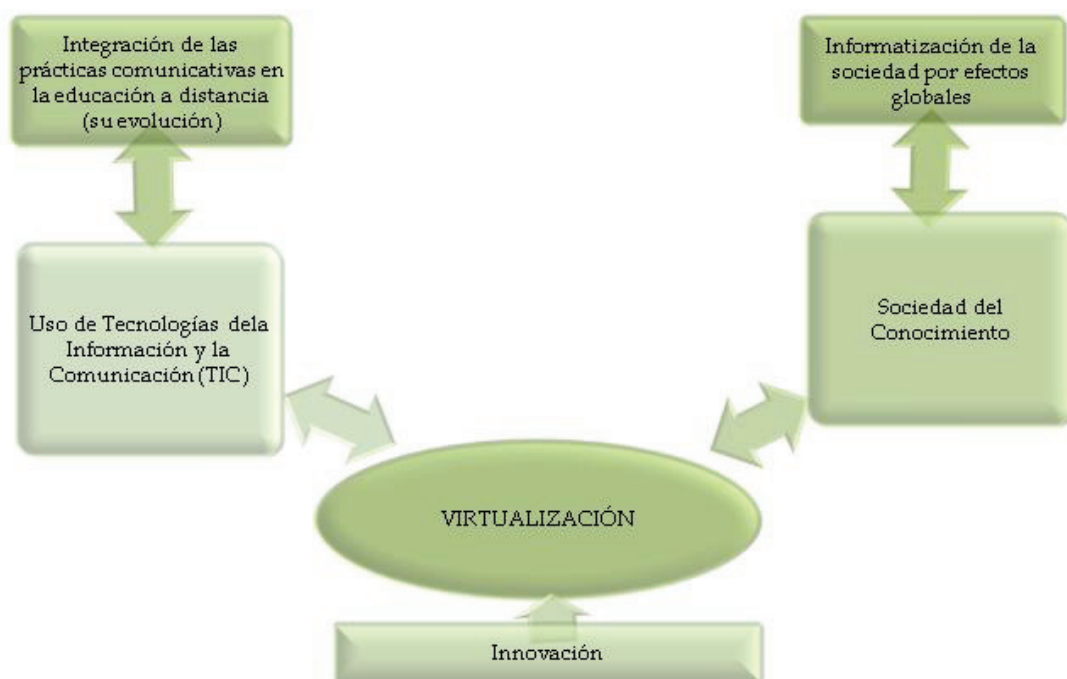 Integración de las
prácticas comunicativas en
la educación a distancia
(su evolución)
Informatización de la
sociedad por efectos
globales
Uso de Tecnologías dela
Información y la
Comunicación (TIC)
Sociedad del
Conocimiento
VIRTUALIZACIÓN
Innovación